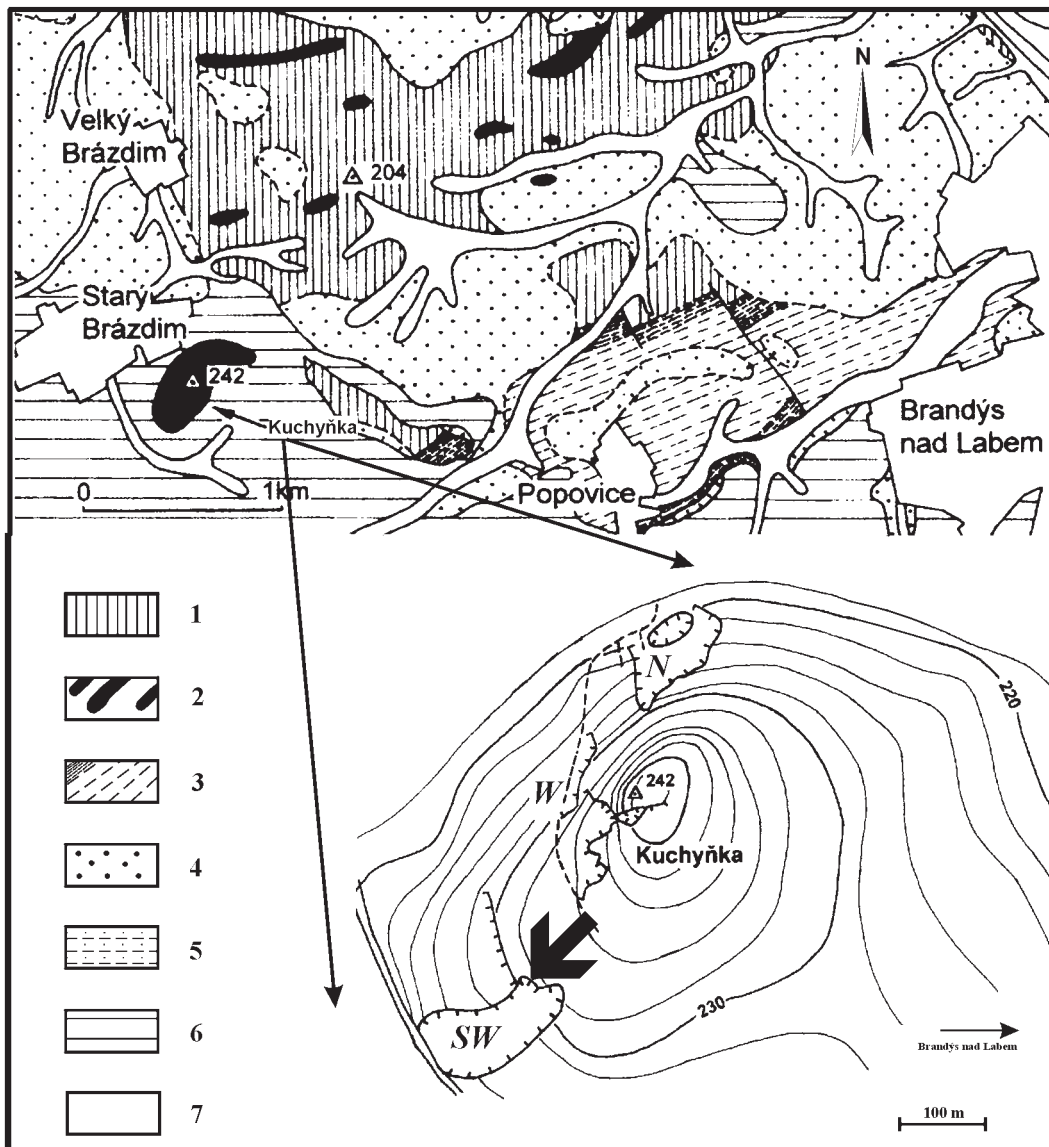 N
Velký
Brázdim
204
Starý
Brázdim
242
Kuchyňka
0 1km
Popovice
Brandýs
nad Labem
1
2
3
4
5
6
7
N
220
W
242
Kuchyňka
230
SW
Brandýs nad Labem
100 m